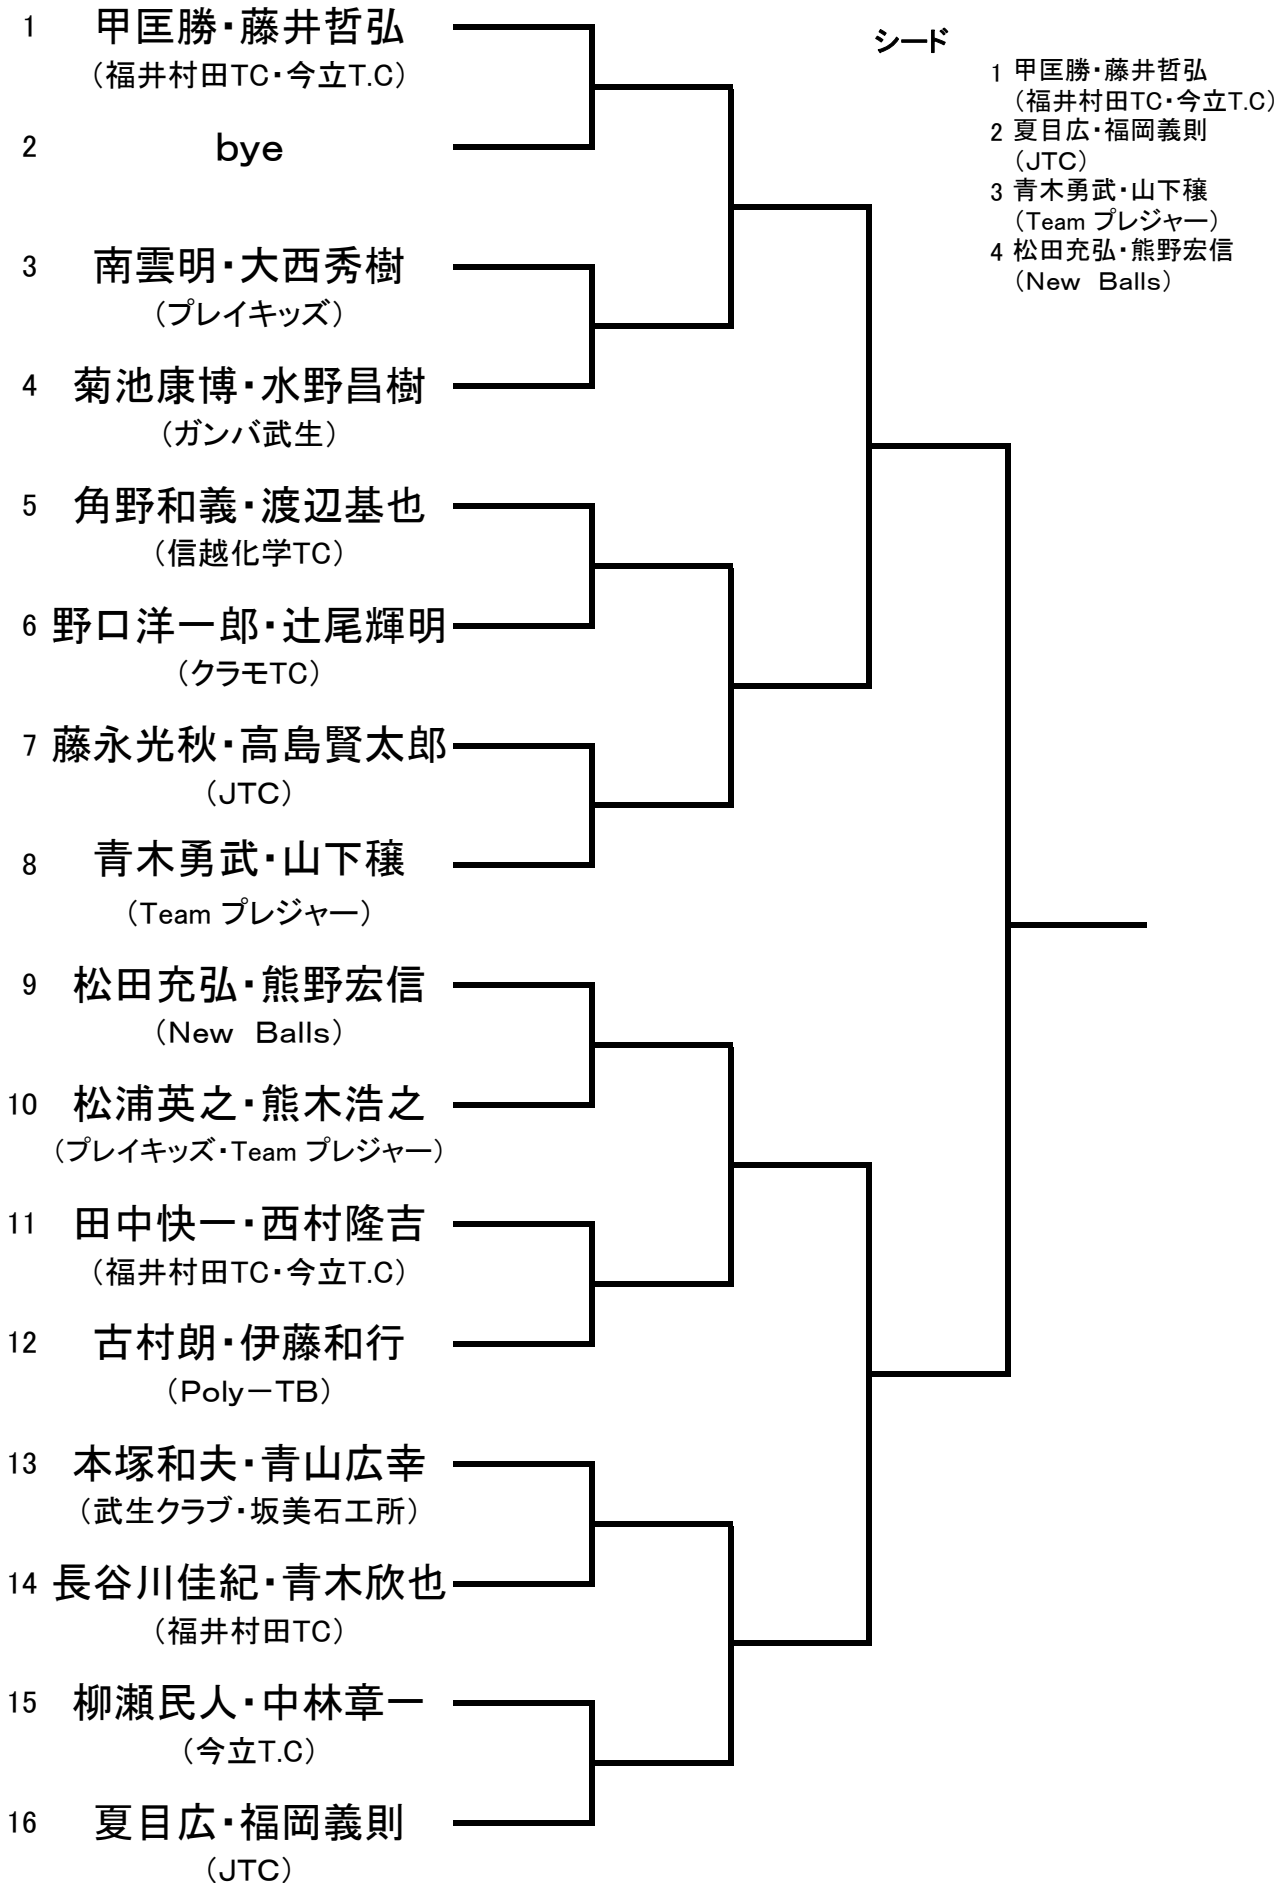 1 甲匡勝・藤井哲弘
（福井村田TC・今立T.C）
2 bye
3 南雲明・大西秀樹
（プレイキッズ）
4 菊池康博・水野昌樹
（ガンバ武生）
5 角野和義・渡辺基也
（信越化学TC）
6 野口洋一郎・辻尾輝明
（クラモTC）
7 藤永光秋・高島賢太郎
（JTC）
8 青木勇武・山下穣
（Team プレジャー）
9 松田充弘・熊野宏信
（New　Balls）
10 松浦英之・熊木浩之
（プレイキッズ・Team プレジャー）
11 田中快一・西村隆吉
（福井村田TC・今立T.C）
12 古村朗・伊藤和行
（Poly－TB）
13 本塚和夫・青山広幸
（武生クラブ・坂美石工所）
14 長谷川佳紀・青木欣也
（福井村田TC）
15 柳瀬民人・中林章一
（今立T.C）
16 夏目広・福岡義則
（JTC）
シード
1 甲匡勝・藤井哲弘
（福井村田TC・今立T.C）
2 夏目広・福岡義則
（JTC）
3 青木勇武・山下穣
（Team プレジャー）
4 松田充弘・熊野宏信
（New　Balls）